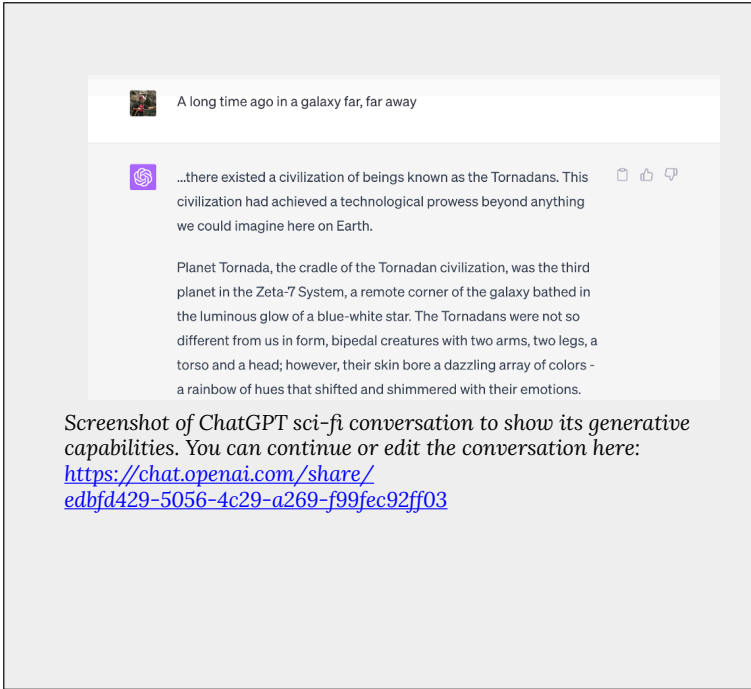 A long time ago in a galaxy far, far away
...there existed a civilization of beings known as the Tornadans. This
civilization had achieved a technological prowess beyond anything
we could imagine here on Earth.
Planet Tornada, the cradle of the Tornadan civilization, was the third
planet in the Zeta-7 System, a remote corner of the galaxy bathed in
the luminous glow of a blue-white star. The Tornadans were not so
different from us in form, bipedal creatures with two arms, two legs, a
torso and a head; however, their skin bore a dazzling array of colors -
a rainbow of hues that shifted and shimmered with their emotions.
Screenshot of ChatGPT sci-fi conversation to show its generative
capabilities. You can continue or edit the conversation here:
https://chat.openai.com/share/
edbfd429-5056-4c29-a269-f99fec92ff03